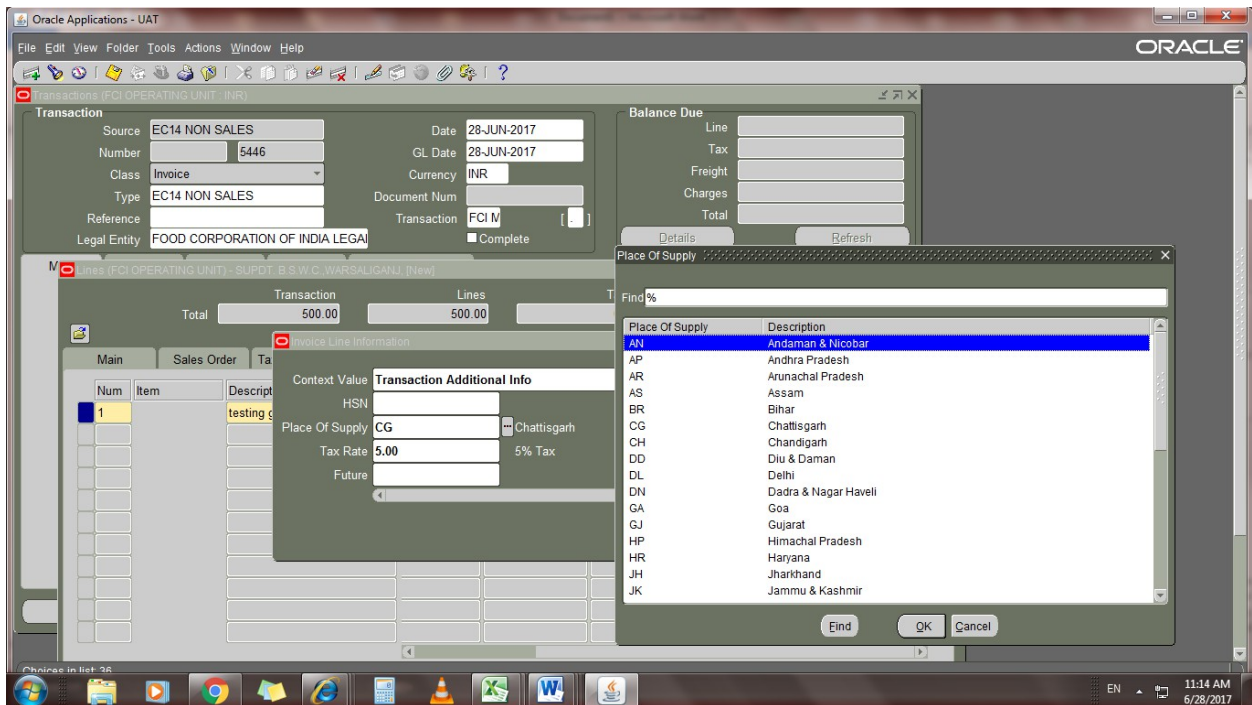 Oracle Applications - UAT
File Edit View Folder Tools Actions Window Help
ORACLE
Transactions (FCI OPERATING UNIT : INR)
Transaction
Source EC14 NON SALES
Date 28-JUN-2017
Number 5446
GL Date 28-JUN-2017
Class Invoice
Currency INR
Type EC14 NON SALES
Document Num
Reference
Transaction FCI M [ . ]
Legal Entity FOOD CORPORATION OF INDIA LEGAI
Complete
Balance Due
Line
Tax
Freight
Charges
Total
Details Refresh
M
Lines (FCI OPERATING UNIT) - SUPDT. B.S.W.C.,WARSALIGANJ, [New]
Transaction Lines T
Total 500.00 500.00
Main Sales Order Ta
Num Item Descript
1 testing g
Invoice Line Information
Context Value Transaction Additional Info
HSN
Place Of Supply CG Chattisgarh
Tax Rate 5.00 5% Tax
Future
Place Of Supply
Find %
Place Of Supply Description
AN Andaman & Nicobar
AP Andhra Pradesh
AR Arunachal Pradesh
AS Assam
BR Bihar
CG Chattisgarh
CH Chandigarh
DD Diu & Daman
DL Delhi
DN Dadra & Nagar Haveli
GA Goa
GJ Gujarat
HP Himachal Pradesh
HR Haryana
JH Jharkhand
JK Jammu & Kashmir
Find OK Cancel
Choices in list: 36
EN 11:14 AM
6/28/2017